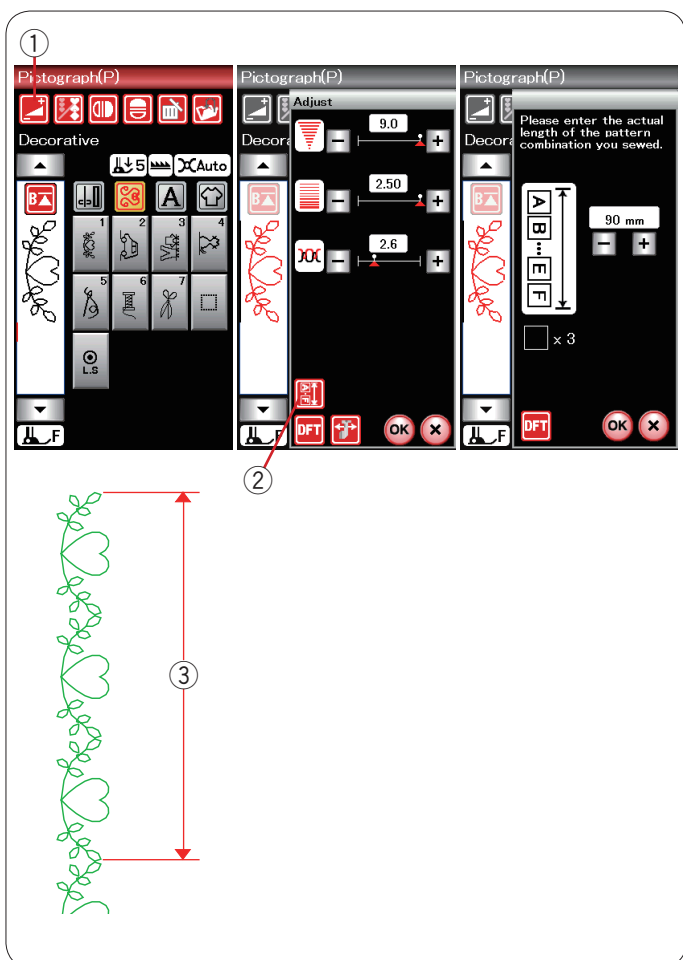 1
Pictograph(P)
Decorative
5 Auto
B A
1 2 3 4
5 6 7
L.S
F
Pictograph(P)
Adjust
Decora
9.0
− +
B
2.50
− +
2.6
− +
F~A
DFT OK ×
F
2
Pictograph(P)
Please enter the actual
length of the pattern
combination you sewed.
Decora
B
A
B
E
F
90 mm
− +
x 3
DFT OK ×
F
3